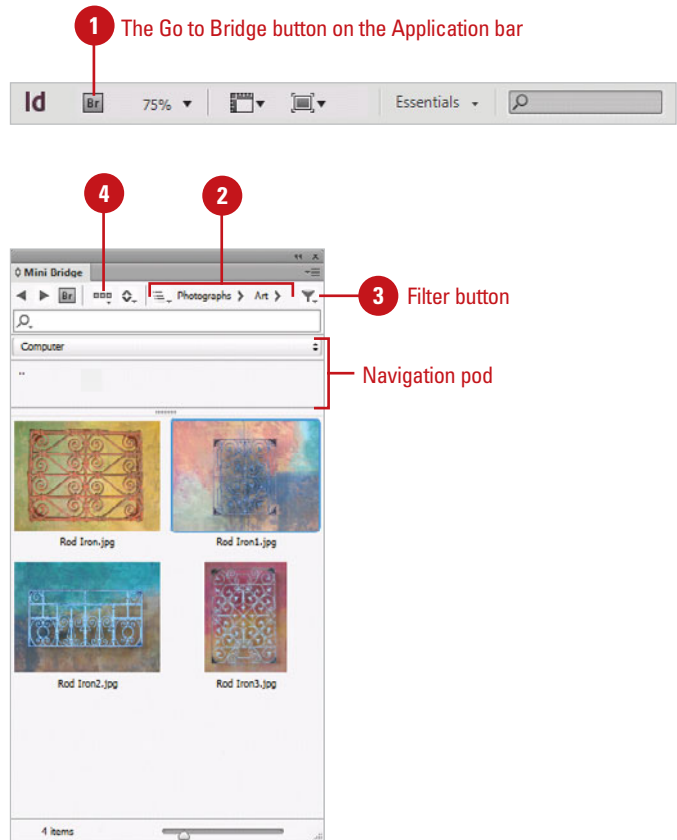 1 The Go to Bridge button on the Application bar
Id Br 75% Essentials
4 2
Mini Bridge
Br Photographs Art
3 Filter button
Computer
..
Navigation pod
Rod Iron.jpg Rod Iron1.jpg
Rod Iron2.jpg Rod Iron3.jpg
4 items